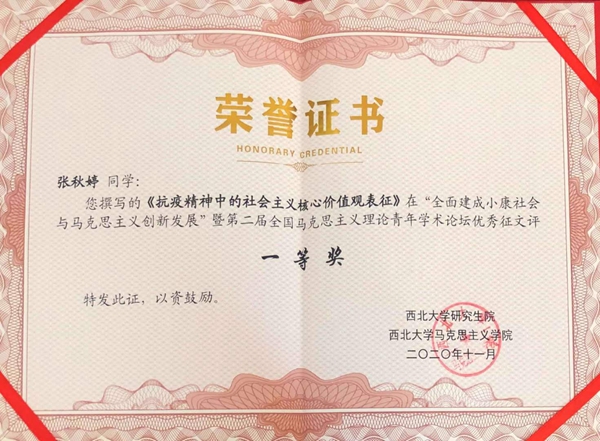 荣誉证书
HONORARY CREDENTIAL
张秋婷 同学：
您撰写的《抗疫精神中的社会主义核心价值观表征》在“全面建成小康社会
与马克思主义创新发展”暨第二届全国马克思主义理论青年学术论坛优秀征文评
一等奖
特发此证，以资鼓励。
西北大学研究生院
西北大学马克思主义学院
二〇二〇年十一月